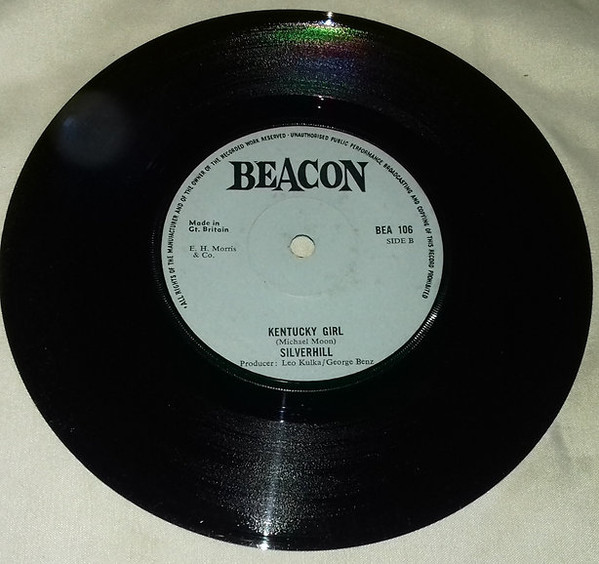 • ALL RIGHTS OF THE MANUFACTURER AND OF THE OWNER OF THE RECORDED WORK RESERVED • UNAUTHORISED PUBLIC PERFORMANCE BROADCASTING AND COPYING OF THIS RECORD PROHIBITED
BEACON
Made in
Gt. Britain
E. H. Morris
& Co.
BEA 106
SIDE B
KENTUCKY GIRL
(Michael Moon)
SILVERHILL
Producer: Leo Kulka/George Benz